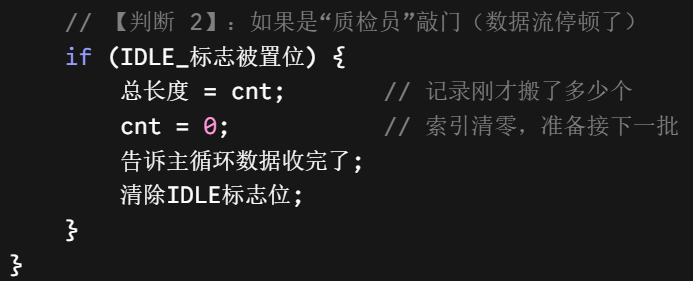 // 【判断 2】：如果是“质检员”敲门（数据流停顿了）
if (IDLE_标志被置位) {
总长度 = cnt; // 记录刚才搬了多少个
cnt = 0; // 索引清零，准备接下一批
告诉主循环数据收完了;
清除IDLE标志位;
}
}